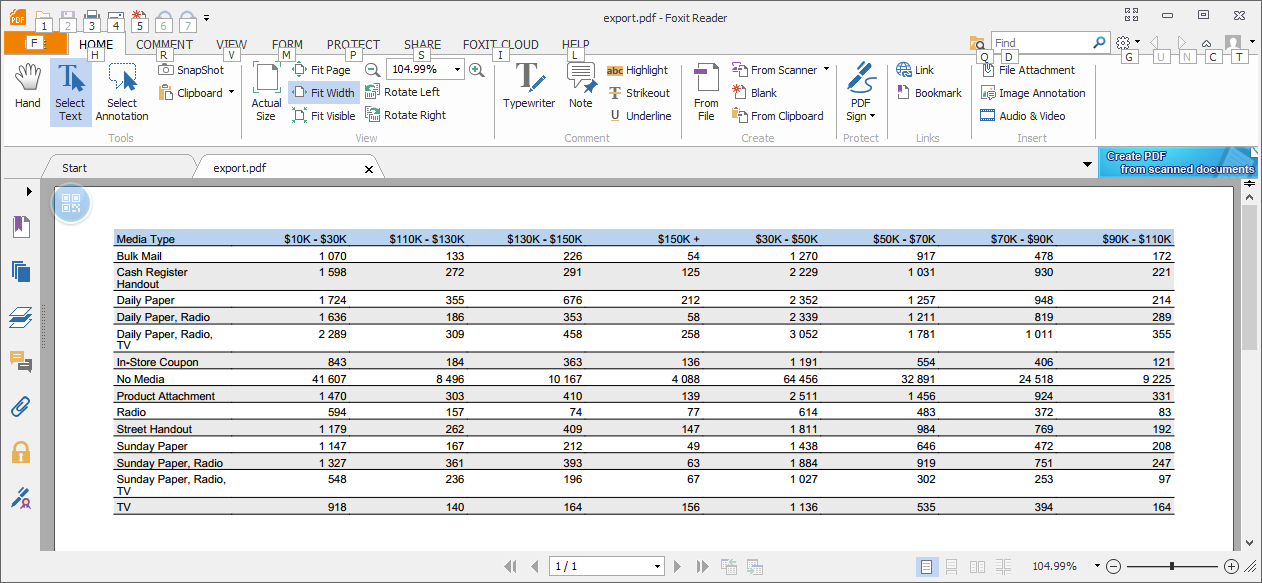 export.pdf - Foxit Reader
PDF 1 2 3 4 5 6 7
F HOME COMMENT VIEW FORM PROTECT SHARE FOXIT CLOUD HELP Find
H R V M P S I L Q D G U N C T
Hand Select Text Select Annotation SnapShot Clipboard Actual Size Fit Page Fit Width Fit Visible 104.99% Rotate Left Rotate Right Typewriter Note Highlight Strikeout Underline From File From Scanner Blank From Clipboard PDF Sign Link Bookmark File Attachment Image Annotation Audio & Video
Tools View Comment Create Protect Links Insert
Start export.pdf Create PDF
from scanned documents
Media Type $10K - $30K $110K - $130K $130K - $150K $150K + $30K - $50K $50K - $70K $70K - $90K $90K - $110K
Bulk Mail 1 070 133 226 54 1 270 917 478 172
Cash Register 1 598 272 291 125 2 229 1 031 930 221
Handout
Daily Paper 1 724 355 676 212 2 352 1 257 948 214
Daily Paper, Radio 1 636 186 353 58 2 339 1 211 819 289
Daily Paper, Radio, 2 289 309 458 258 3 052 1 781 1 011 355
TV
In-Store Coupon 843 184 363 136 1 191 554 406 121
No Media 41 607 8 496 10 167 4 088 64 456 32 891 24 518 9 225
Product Attachment 1 470 303 410 139 2 511 1 456 924 331
Radio 594 157 74 77 614 483 372 83
Street Handout 1 179 262 409 147 1 811 984 769 192
Sunday Paper 1 147 167 212 49 1 438 646 472 208
Sunday Paper, Radio 1 327 361 393 63 1 884 919 751 247
Sunday Paper, Radio, 548 236 196 67 1 027 302 253 97
TV
TV 918 140 164 156 1 136 535 394 164
1 / 1 104.99%